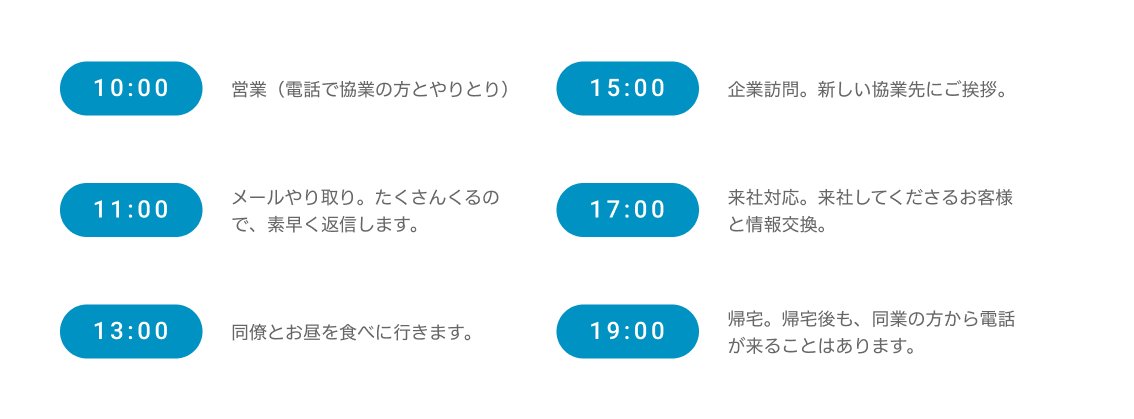 10:00
営業（電話で協業の方とやりとり）
11:00
メールやり取り。たくさんくるの
で、素早く返信します。
13:00
同僚とお昼を食べに行きます。
15:00
企業訪問。新しい協業先にご挨拶。
17:00
来社対応。来社してくださるお客様
と情報交換。
19:00
帰宅。帰宅後も、同業の方から電話
が来ることはあります。